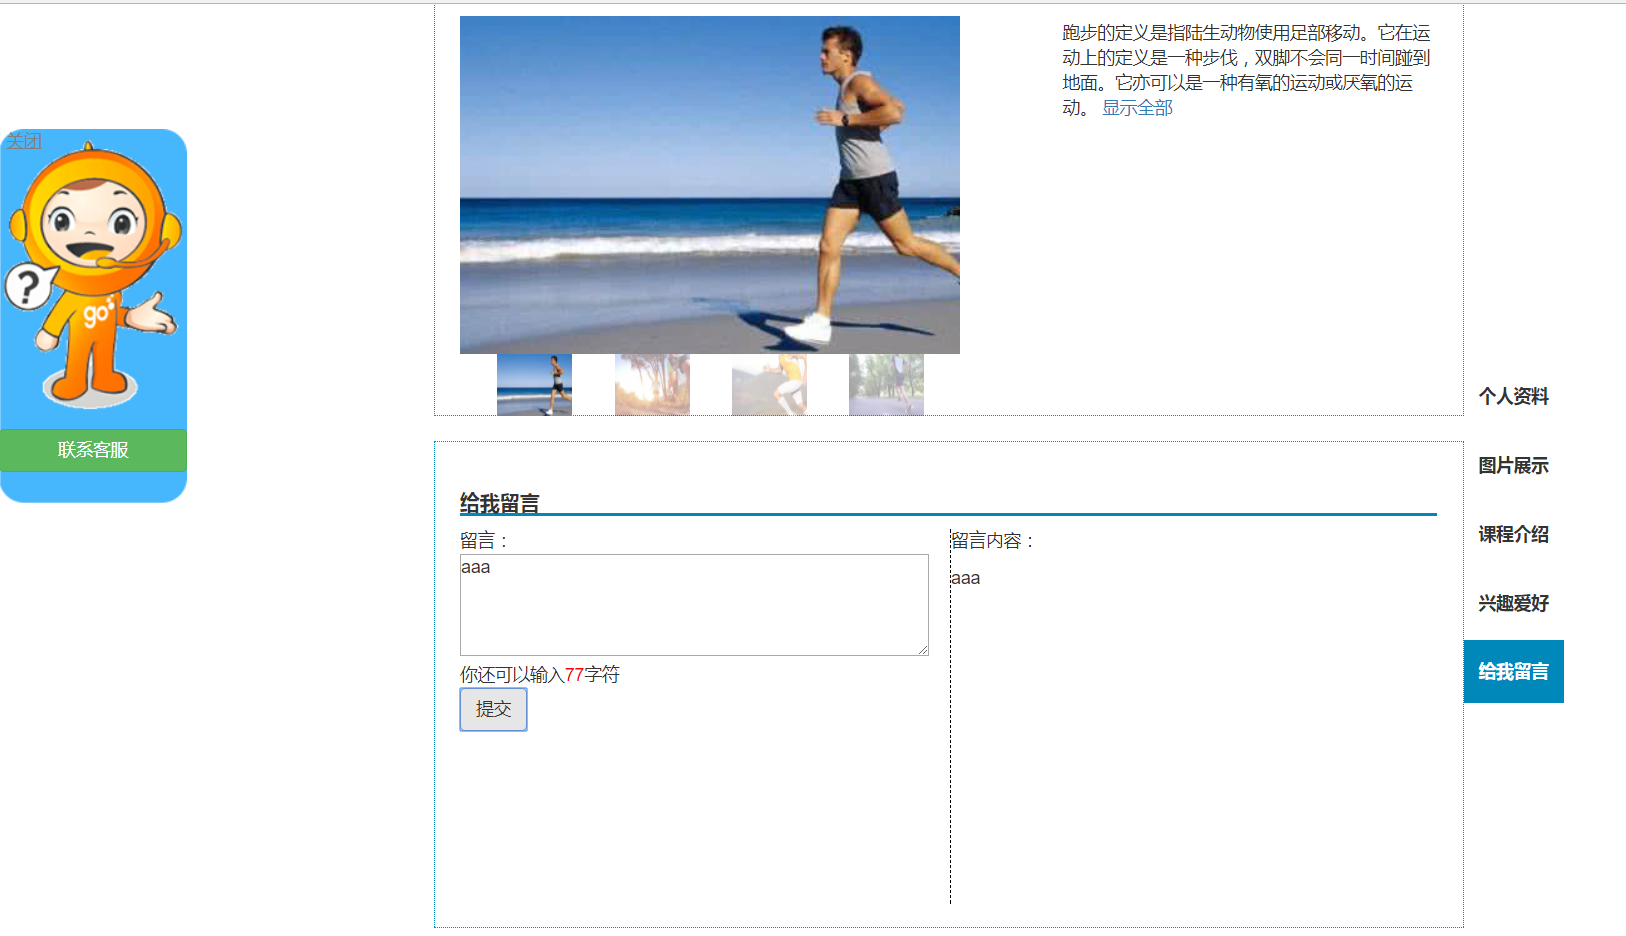 跑步的定义是指陆生动物使用足部移动。它在运
动上的定义是一种步伐，双脚不会同一时间踫到
地面。它亦可以是一种有氧的运动或厌氧的运
动。 显示全部
关闭
?
go
联系客服
个人资料
图片展示
课程介绍
兴趣爱好
给我留言
给我留言
留言：
aaa
你还可以输入77字符
提交
留言内容：
aaa